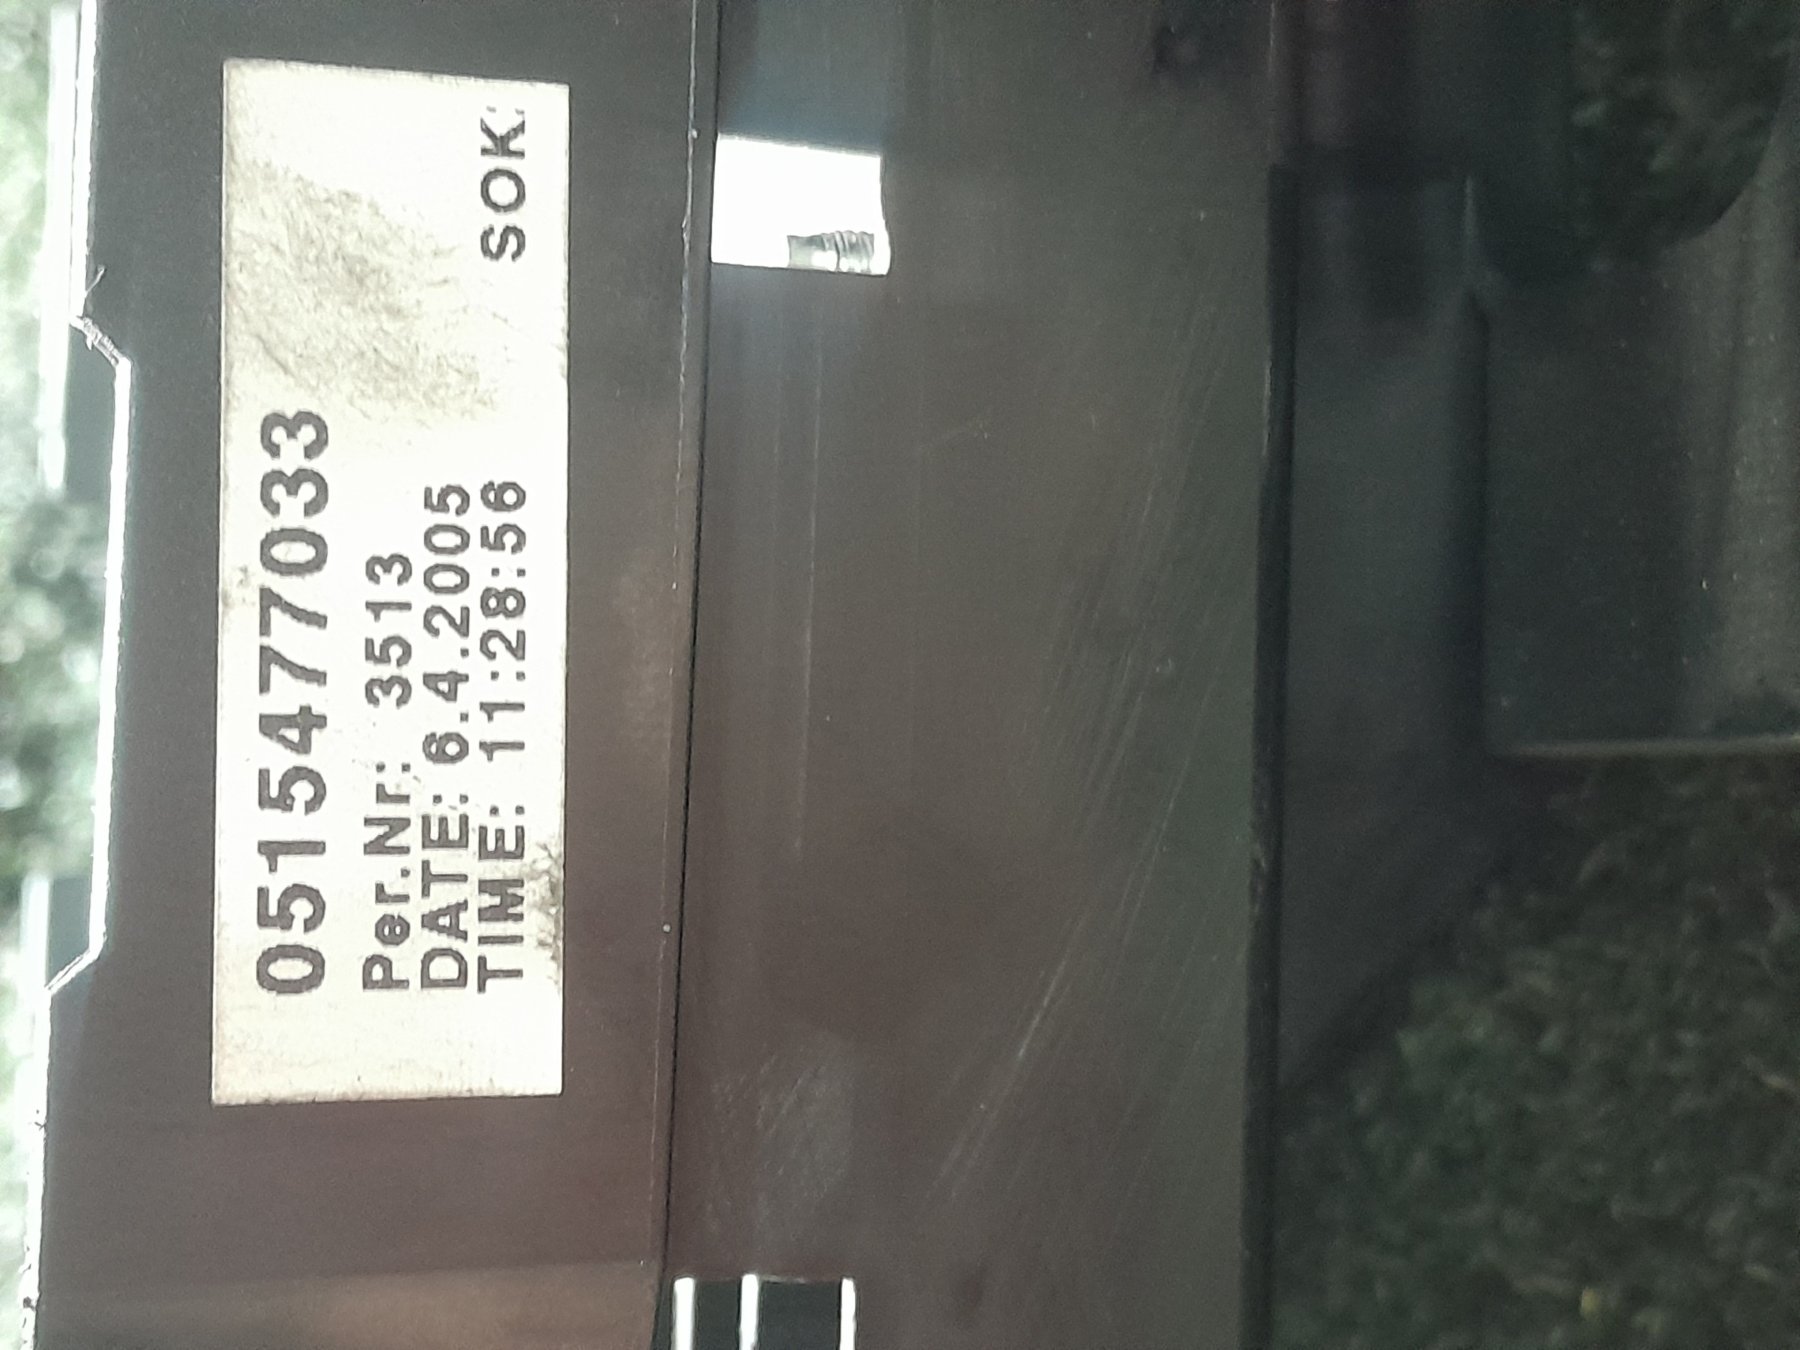 0515477033
Per.Nr: 3513
DATE: 6.4.2005
TIME: 11:28:56 SOK: